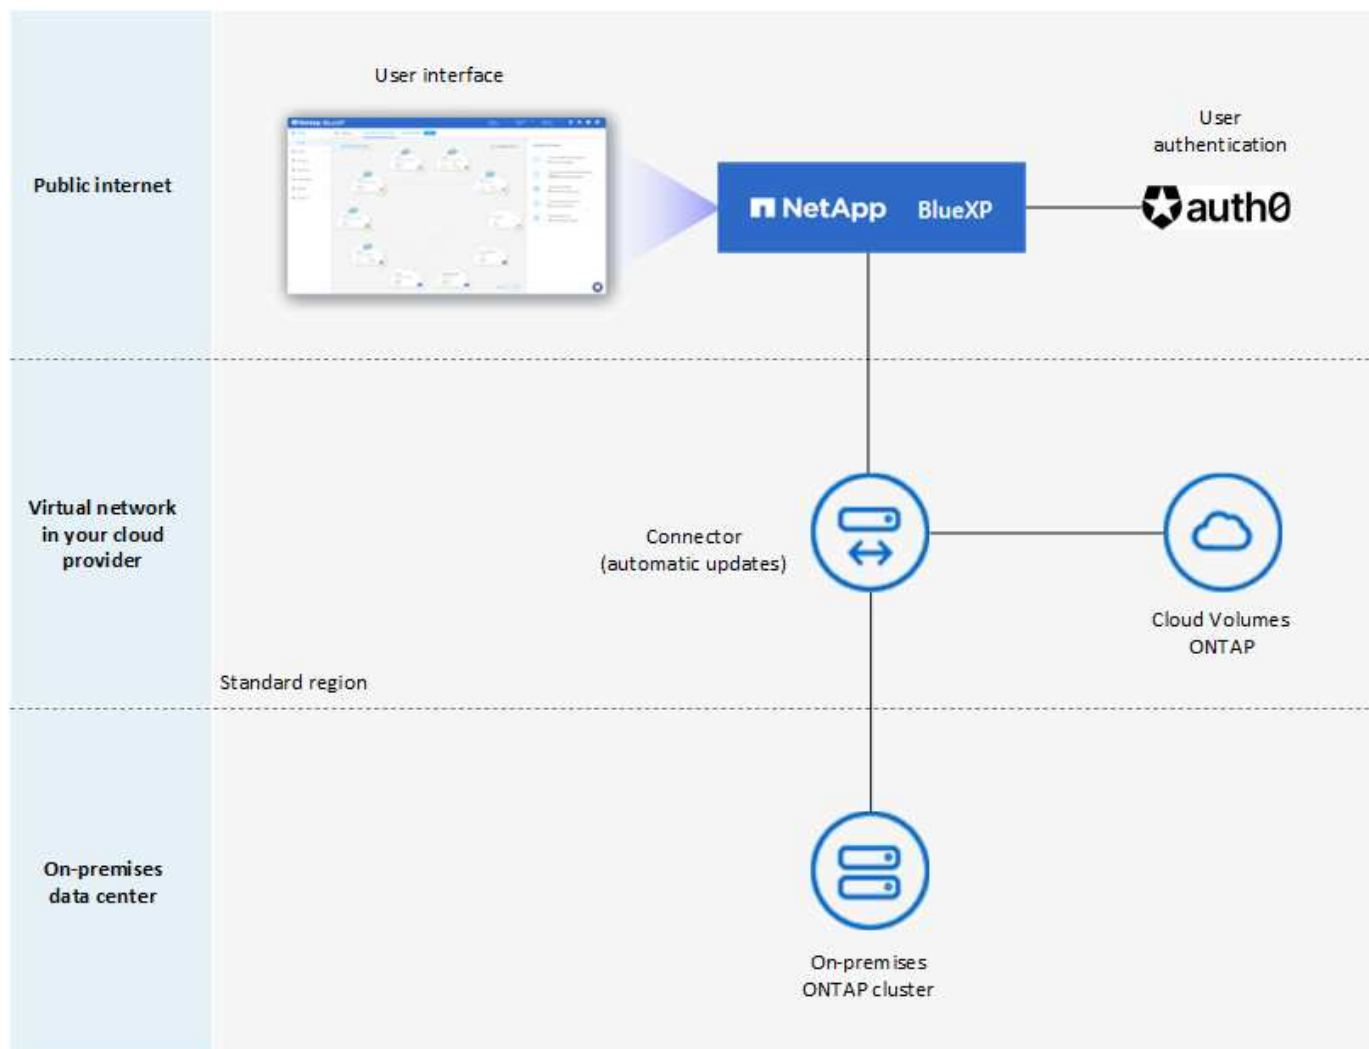 User interface
User
authentication
Public internet
NetApp BlueXP
auth0
Virtual network
in your cloud
provider
Connector
(automatic updates)
Cloud Volumes
ONTAP
Standard region
On-premises
data center
On-premises
ONTAP cluster